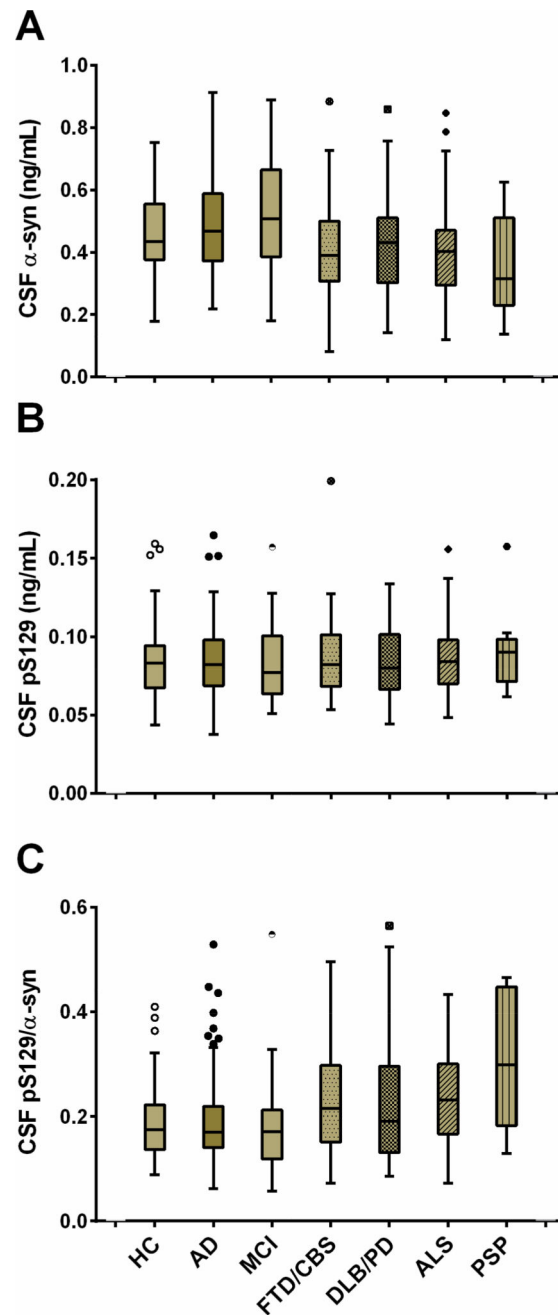 A
CSF α-syn (ng/mL)
1.0
0.8
0.6
0.4
0.2
0.0
B
CSF pS129 (ng/mL)
0.20
0.15
0.10
0.05
0.00
C
CSF pS129/α-syn
0.6
0.4
0.2
0.0
HC
AD
MCI
FTD/CBS
DLB/PD
ALS
PSP